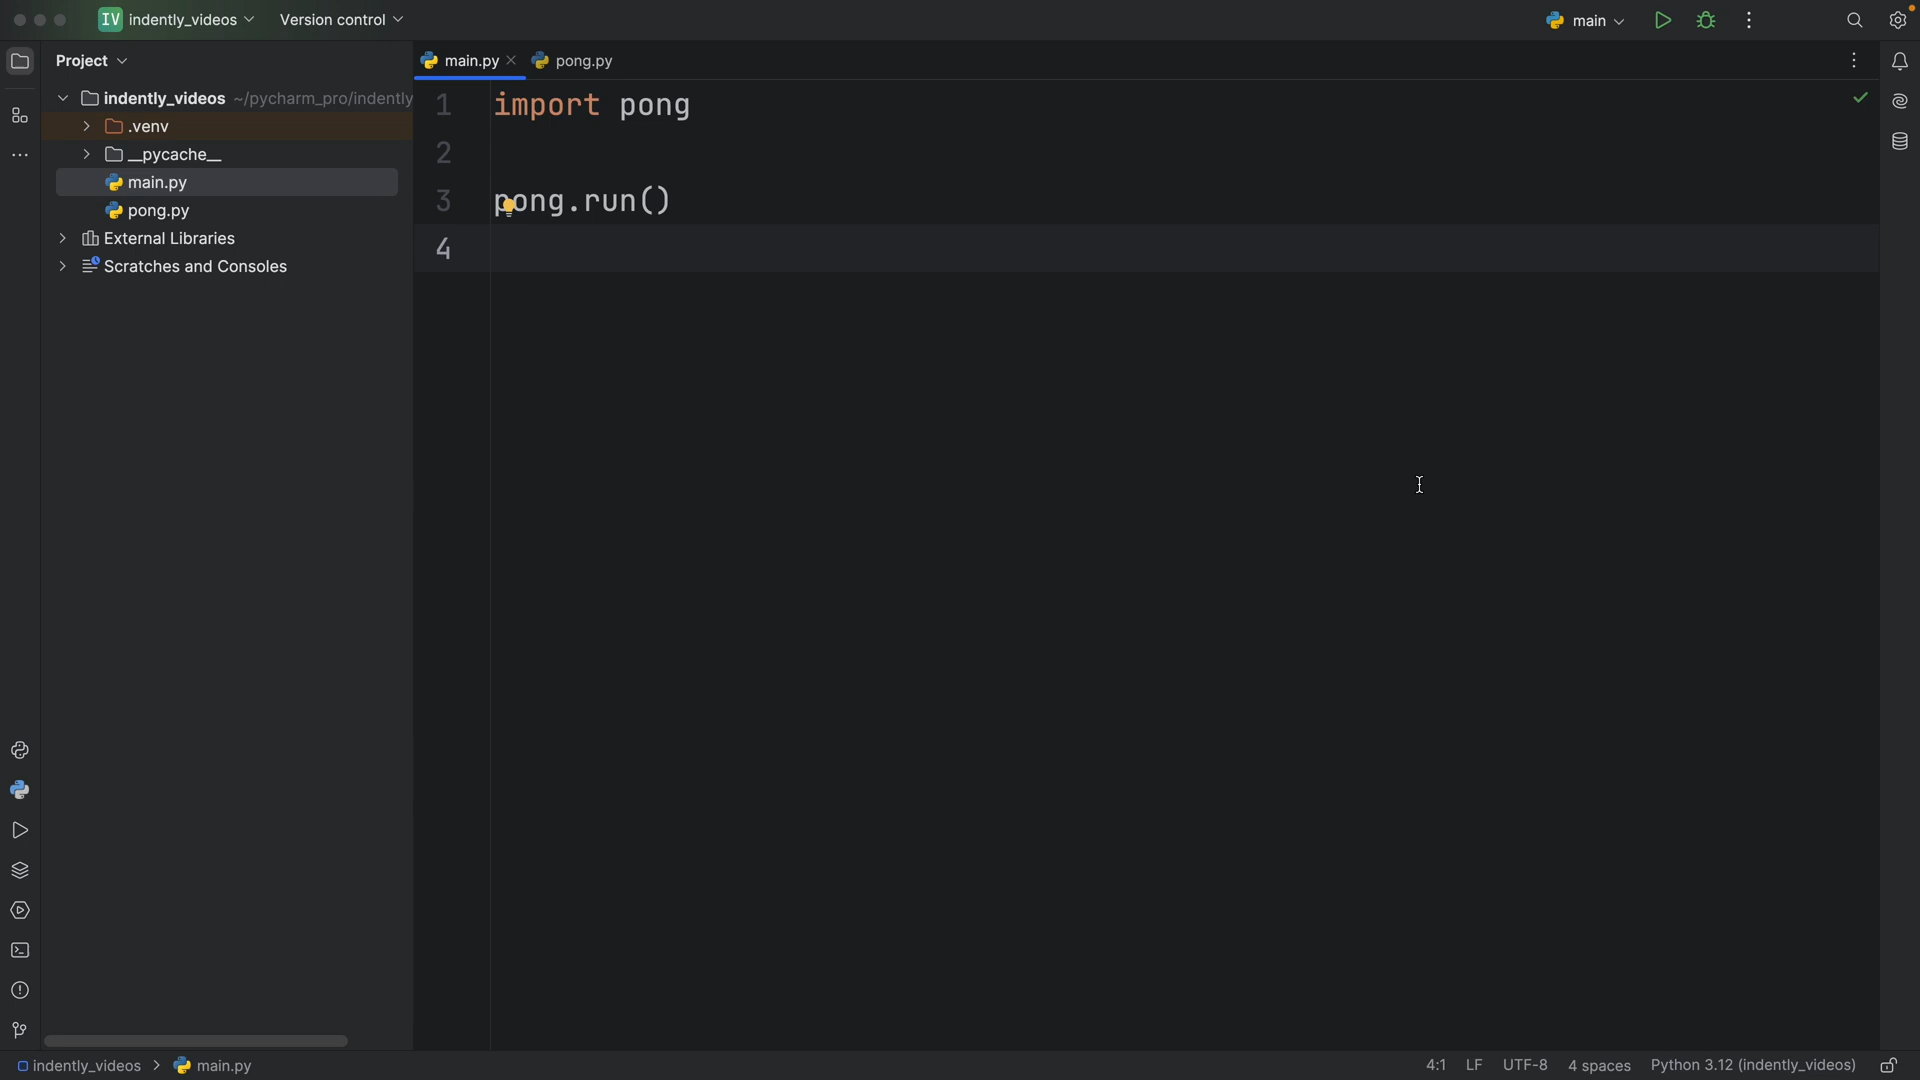 IV indently_videos Version control main
Project
main.py pong.py
indently_videos ~/pycharm_pro/indently
.venv
__pycache__
main.py
pong.py
External Libraries
Scratches and Consoles
1 import pong
2
3 pong.run()
4
indently_videos > main.py 4:1 LF UTF-8 4 spaces Python 3.12 (indently_videos)